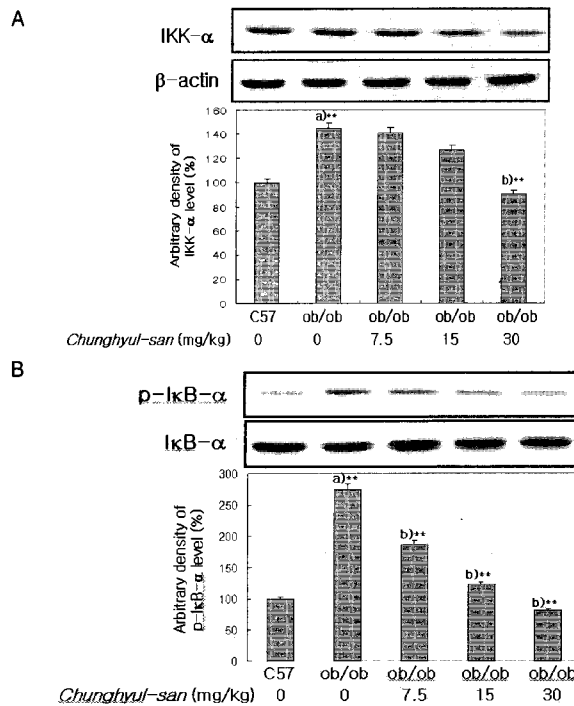 A
IKK-α
β-actin
Arbitrary density of
IKK-α level (%)
160
140
120
100
80
60
40
20
0
a)**
b)**
C57 ob/ob ob/ob ob/ob ob/ob
Chunghyul-san (mg/kg) 0 0 7.5 15 30
B
p-IκB-α
IκB-α
Arbitrary density of
p-IκB-α level (%)
300
250
200
150
100
50
0
a)**
b)**
b)**
b)**
C57 ob/ob ob/ob ob/ob ob/ob
Chunghyul-san (mg/kg) 0 0 7.5 15 30